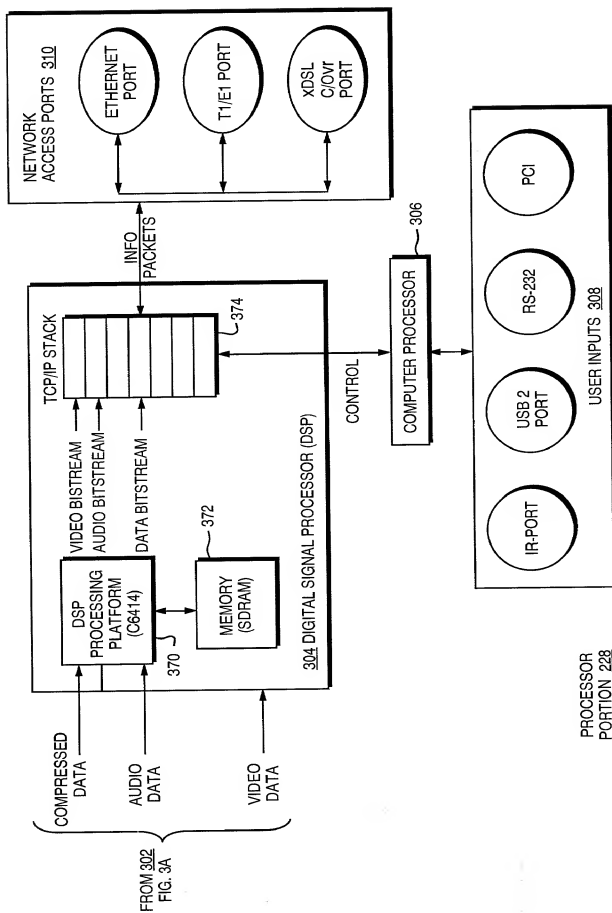 NETWORK
ACCESS PORTS 310
ETHERNET
PORT
T1/E1 PORT
XDSL
C/Ovr
PORT
INFO
PACKETS
TCP/IP STACK
374
VIDEO BISTREAM
AUDIO BITSTREAM
DATA BITSTREAM
DSP
PROCESSING
PLATFORM
(C6414)
370
372
MEMORY
(SDRAM)
304 DIGITAL SIGNAL PROCESSOR (DSP)
COMPRESSED
DATA
AUDIO
DATA
VIDEO
DATA
FROM 302
FIG. 3A
CONTROL
306
COMPUTER PROCESSOR
IR-PORT
USB 2
PORT
RS-232
PCI
USER INPUTS 308
PROCESSOR
PORTION 228